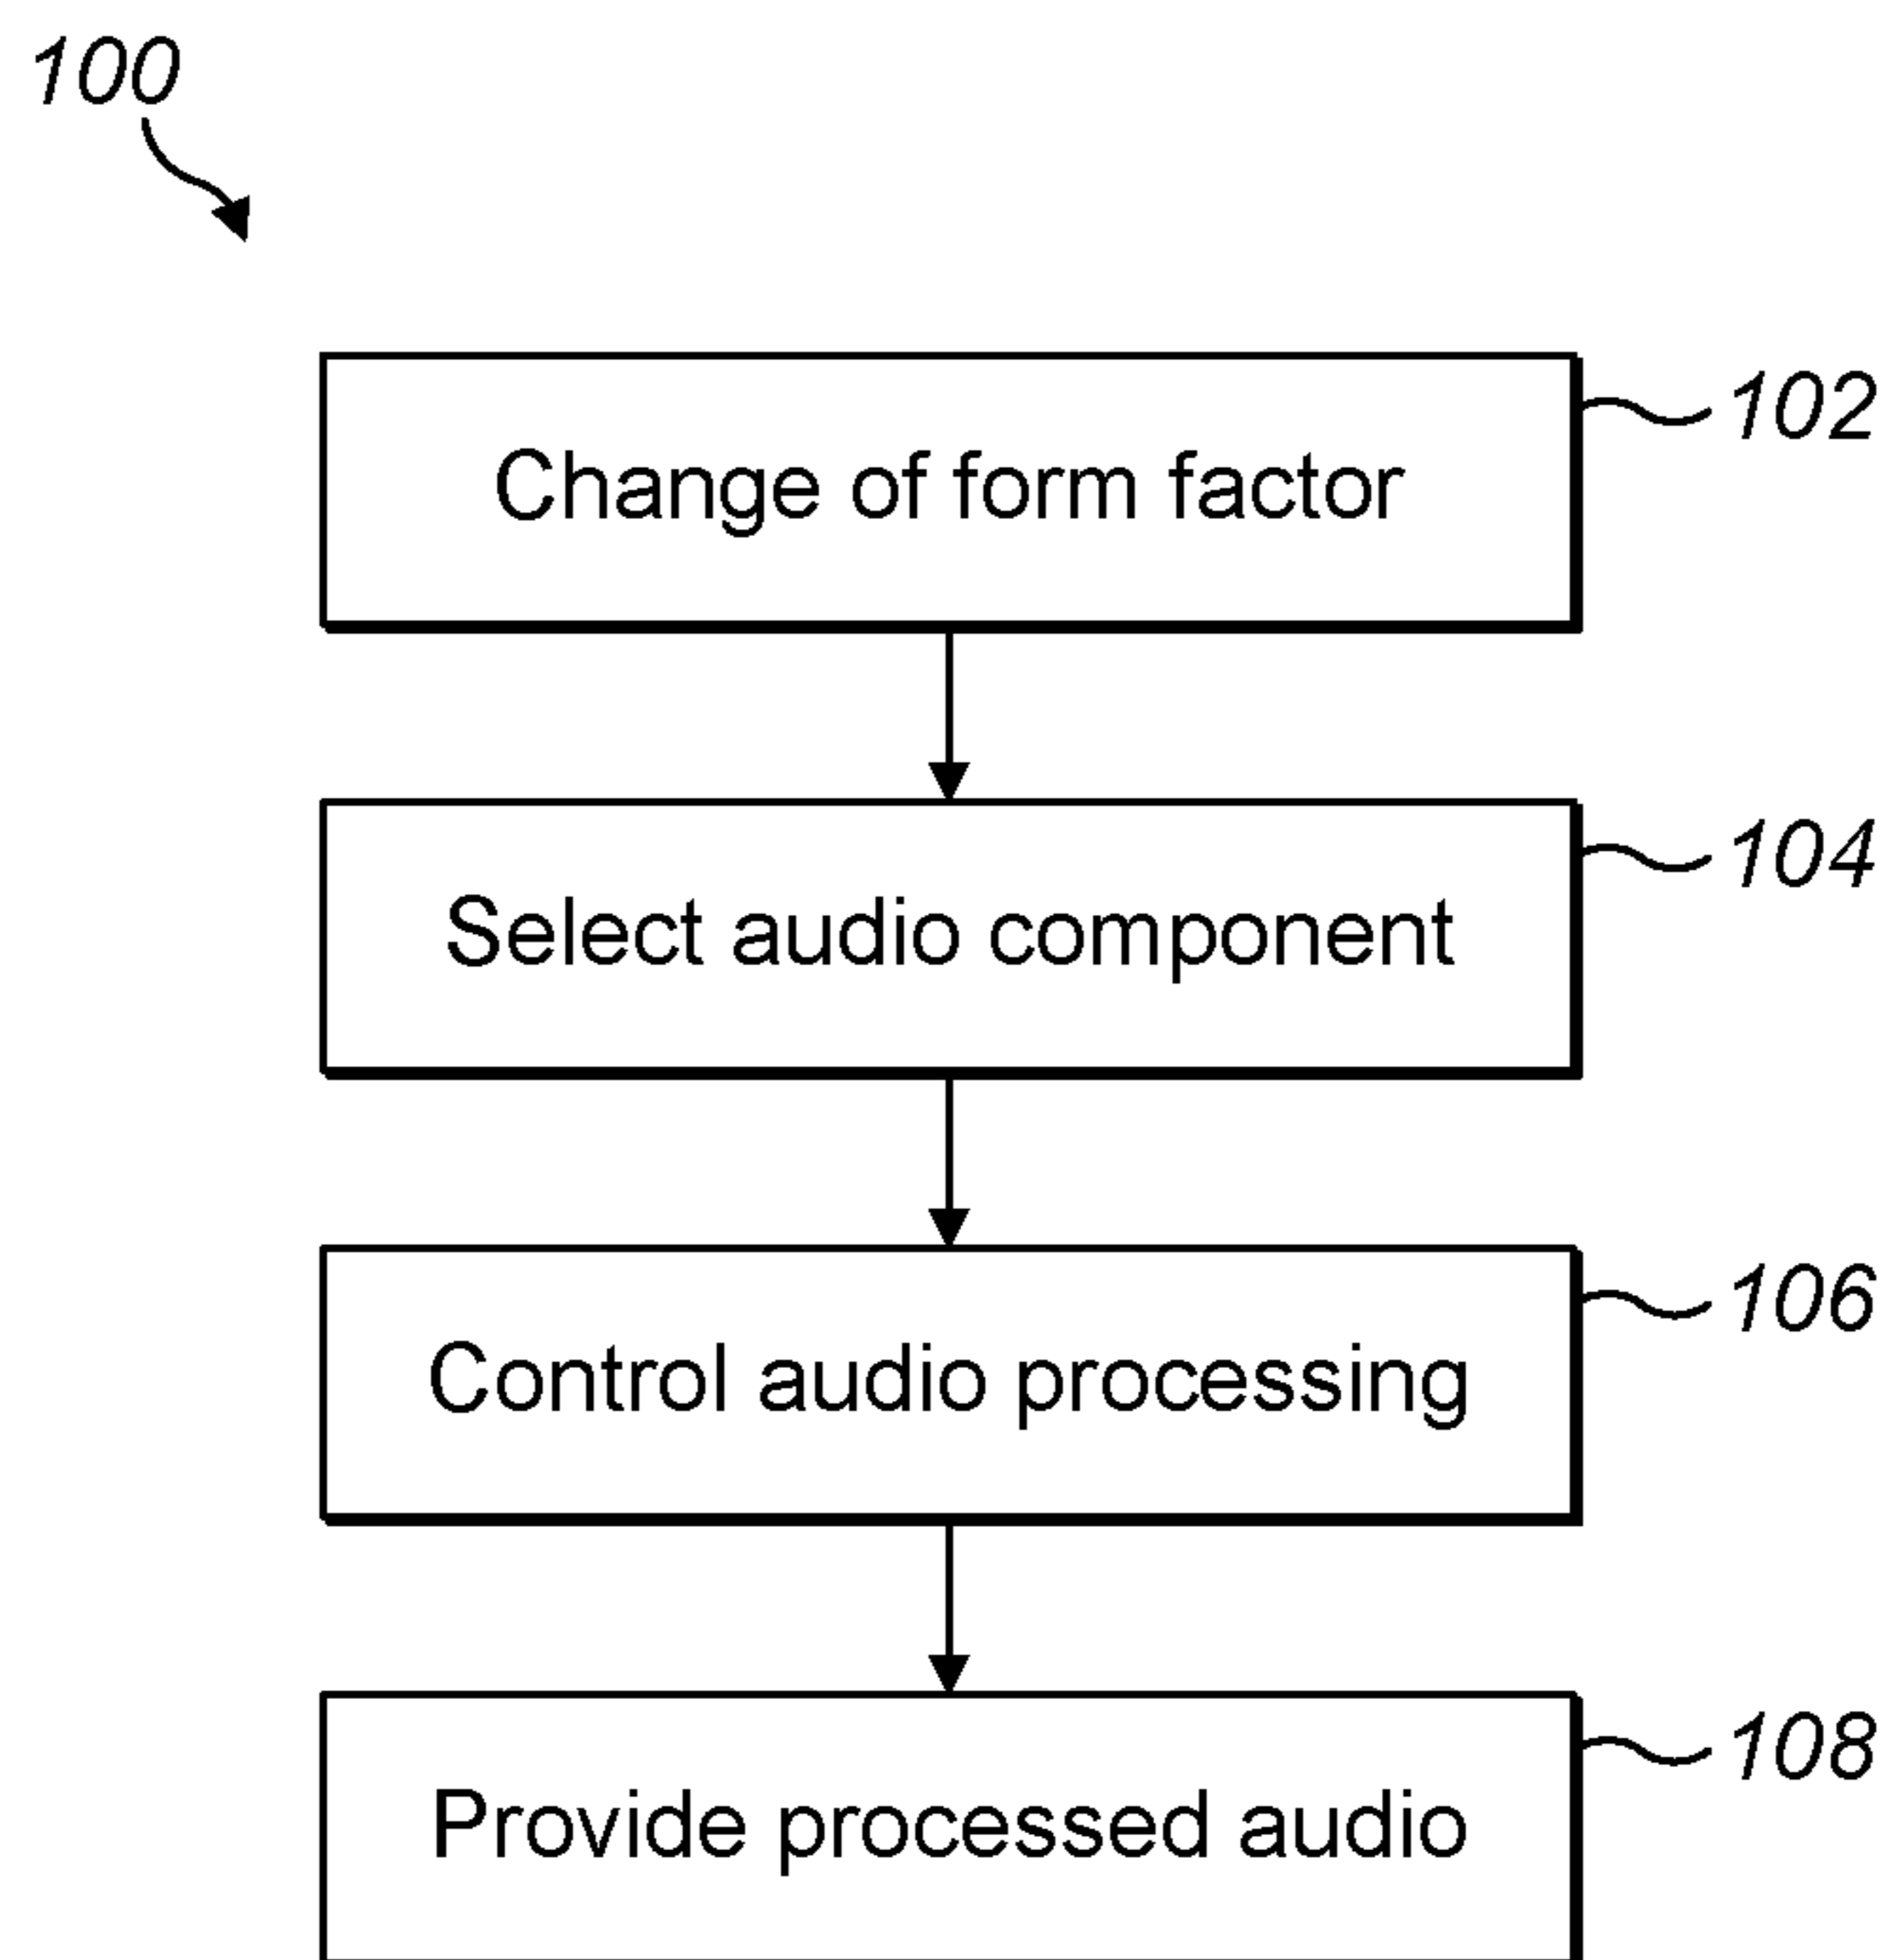 100
Change of form factor
102
Select audio component
104
Control audio processing
106
Provide processed audio
108